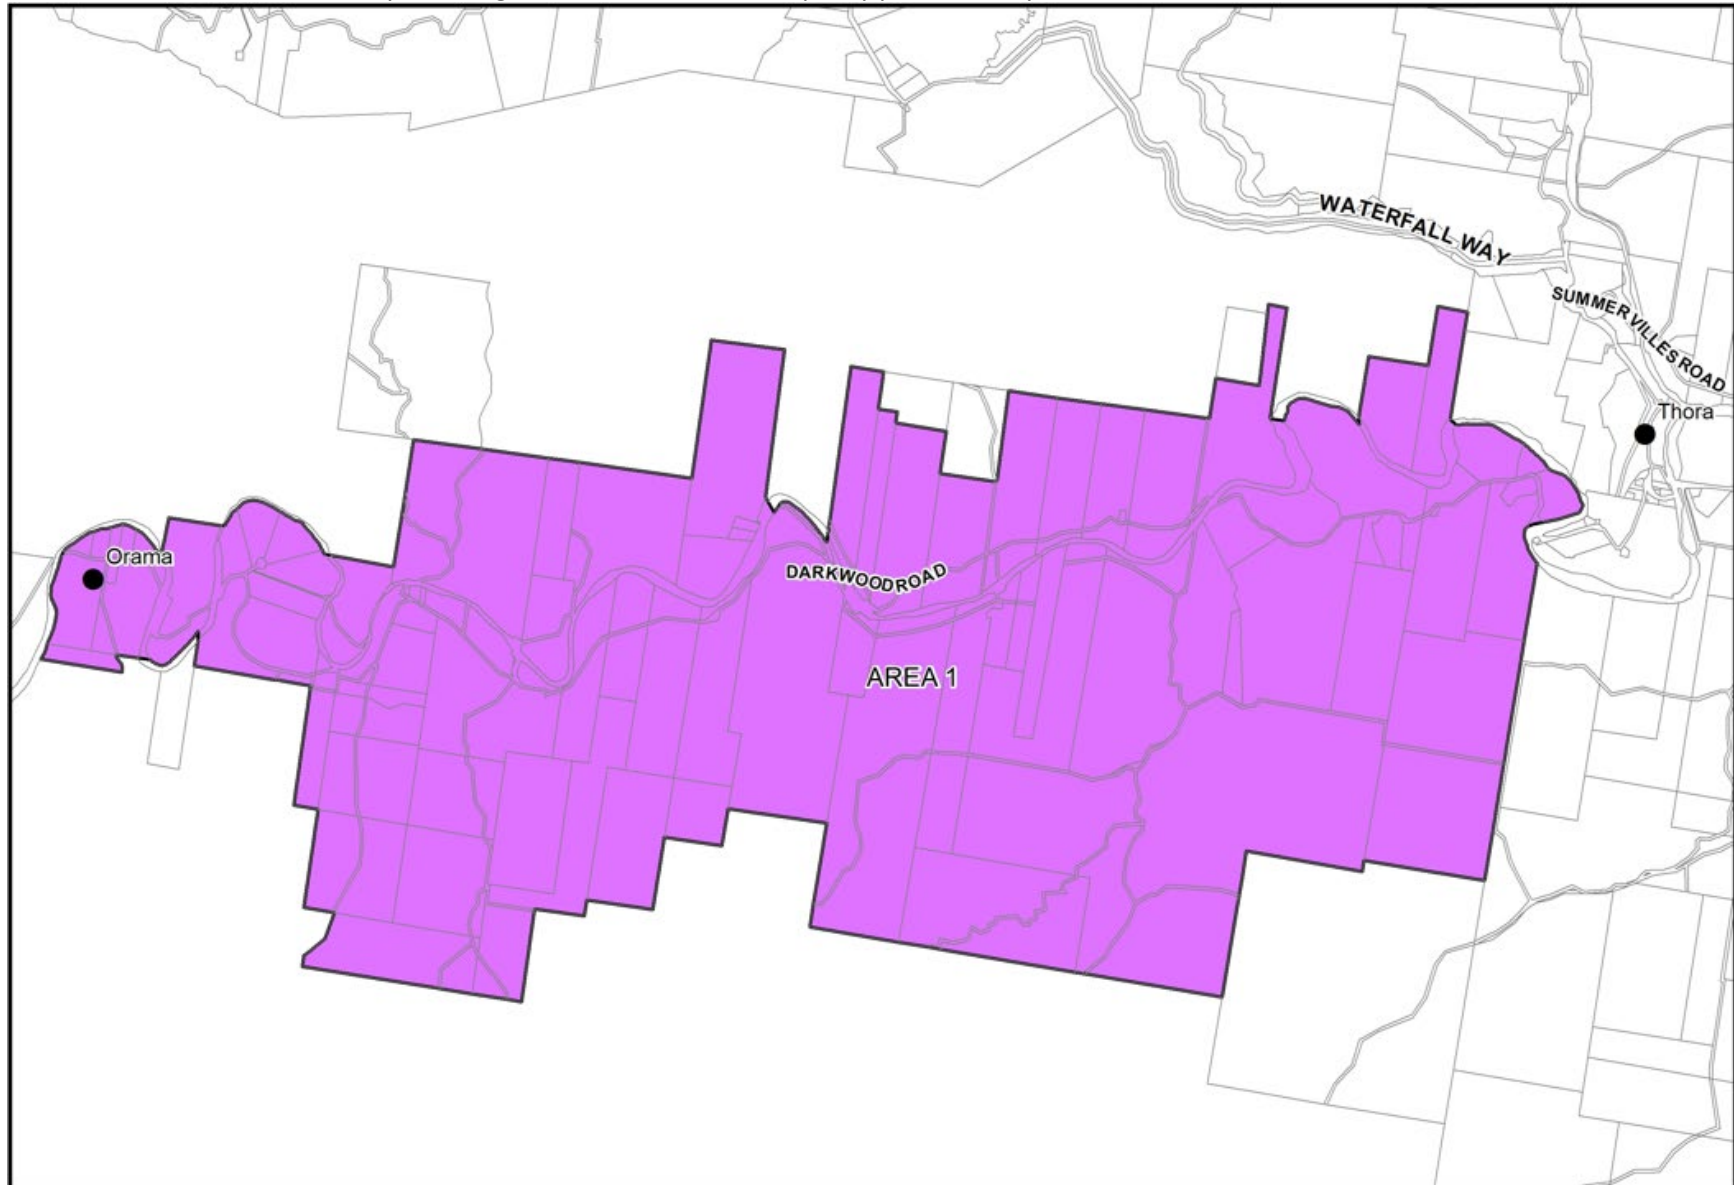 WATERFALL WAY
SUMMERVILLES ROAD
Thora
Orama
DARKWOOD ROAD
AREA 1